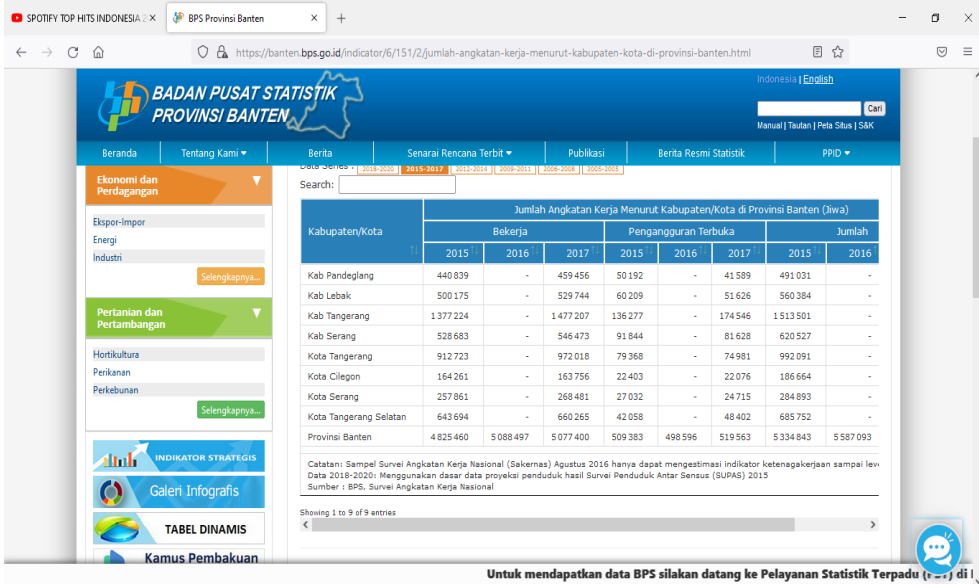 SPOTIFY TOP HITS INDONESIA 2
BPS Provinsi Banten
https://banten.bps.go.id/indicator/6/151/2/jumlah-angkatan-kerja-menurut-kabupaten-kota-di-provinsi-banten.html
BADAN PUSAT STATISTIK
PROVINSI BANTEN
Indonesia | English
Cari
Manual | Tautan | Peta Situs | S&K
Beranda Tentang Kami Berita Senarai Rencana Terbit Publikasi Berita Resmi Statistik PPID
Ekonomi dan
Perdagangan
Ekspor-Impor
Energi
Industri
Selengkapnya...
Pertanian dan
Pertambangan
Hortikultura
Perikanan
Perkebunan
Selengkapnya...
INDIKATOR STRATEGIS
Galeri Infografis
TABEL DINAMIS
Kamus Pembakuan
Data Series : 2018-2020 2015-2017 2012-2014 2009-2011 2006-2008 2005-2005
Search:
Kabupaten/Kota
Jumlah Angkatan Kerja Menurut Kabupaten/Kota di Provinsi Banten (Jiwa)
Bekerja Pengangguran Terbuka Jumlah
2015 2016 2017 2015 2016 2017 2015 2016
Kab Pandeglang 440 839 - 459 456 50 192 - 41 589 491 031 -
Kab Lebak 500 175 - 529 744 60 209 - 51 626 560 384 -
Kab Tangerang 1 377 224 - 1 477 207 136 277 - 174 546 1 513 501 -
Kab Serang 528 683 - 546 473 91 844 - 81 628 620 527 -
Kota Tangerang 912 723 - 972 018 79 368 - 74 981 992 091 -
Kota Cilegon 164 261 - 163 756 22 403 - 22 076 186 664 -
Kota Serang 257 861 - 268 481 27 032 - 24 715 284 893 -
Kota Tangerang Selatan 643 694 - 660 265 42 058 - 48 402 685 752 -
Provinsi Banten 4 825 460 5 088 497 5 077 400 509 383 498 596 519 563 5 334 843 5 587 093
Catatan: Sampel Survei Angkatan Kerja Nasional (Sakernas) Agustus 2016 hanya dapat mengestimasi indikator ketenagakerjaan sampai leve
Data 2018-2020: Menggunakan dasar data proyeksi penduduk hasil Survei Penduduk Antar Sensus (SUPAS) 2015
Sumber : BPS, Survei Angkatan Kerja Nasional
Showing 1 to 9 of 9 entries
Untuk mendapatkan data BPS silakan datang ke Pelayanan Statistik Terpadu (PST) di